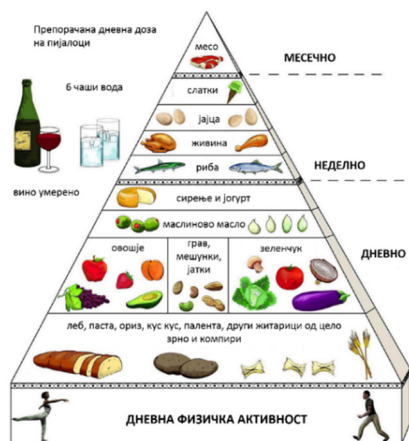 Препорачана дневна доза
на пијалоци
6 чаши вода
вино умерено
месо
МЕСЕЧНО
слатки
јајца
живина
риба
НЕДЕЛНО
сирење и јогурт
маслиново масло
ДНЕВНО
овошје
грав,
мешунки,
јатки
зеленчук
леб, паста, ориз, кус кус, палента, други житарици од цело
зрно и компири
ДНЕВНА ФИЗИЧКА АКТИВНОСТ